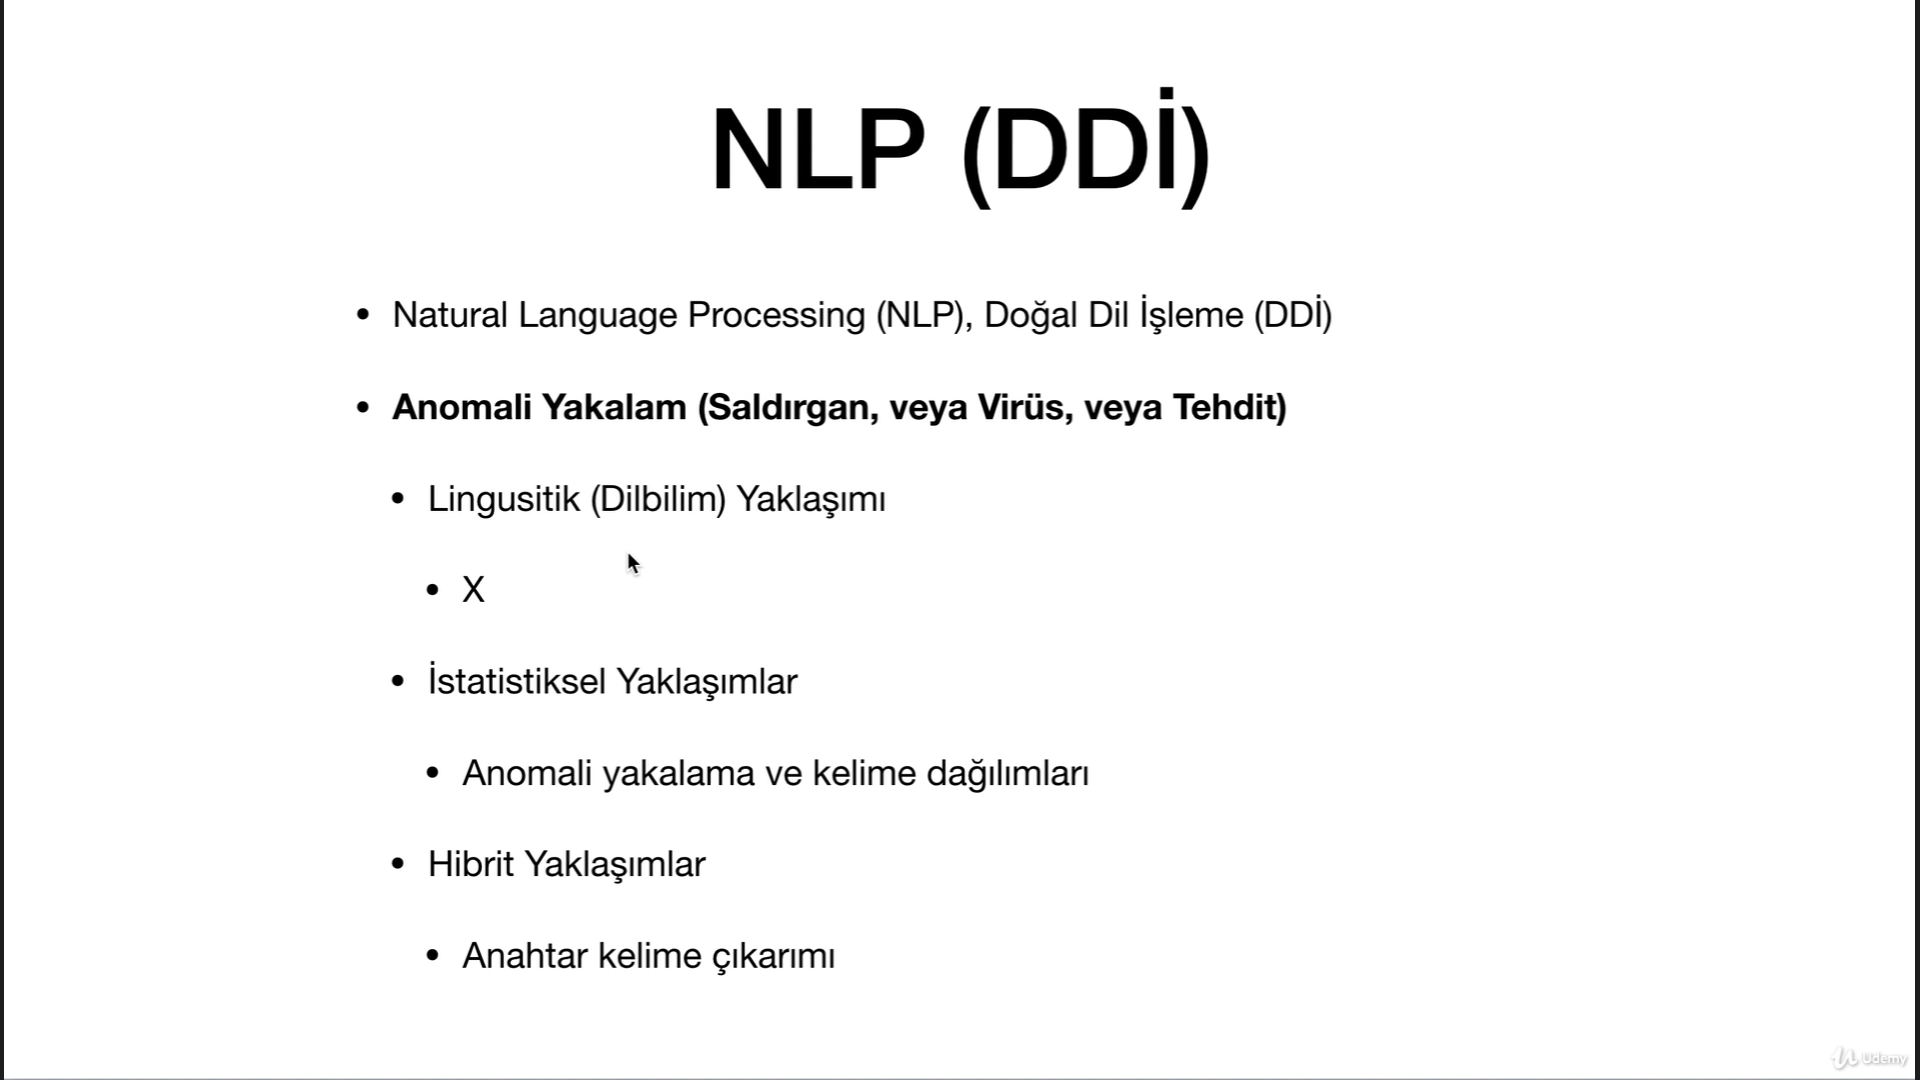 NLP (DDİ)
• Natural Language Processing (NLP), Doğal Dil İşleme (DDİ)
• Anomali Yakalam (Saldırgan, veya Virüs, veya Tehdit)
• Lingusitik (Dilbilim) Yaklaşımı
• X
• İstatistiksel Yaklaşımlar
• Anomali yakalama ve kelime dağılımları
• Hibrit Yaklaşımlar
• Anahtar kelime çıkarımı
Udemy